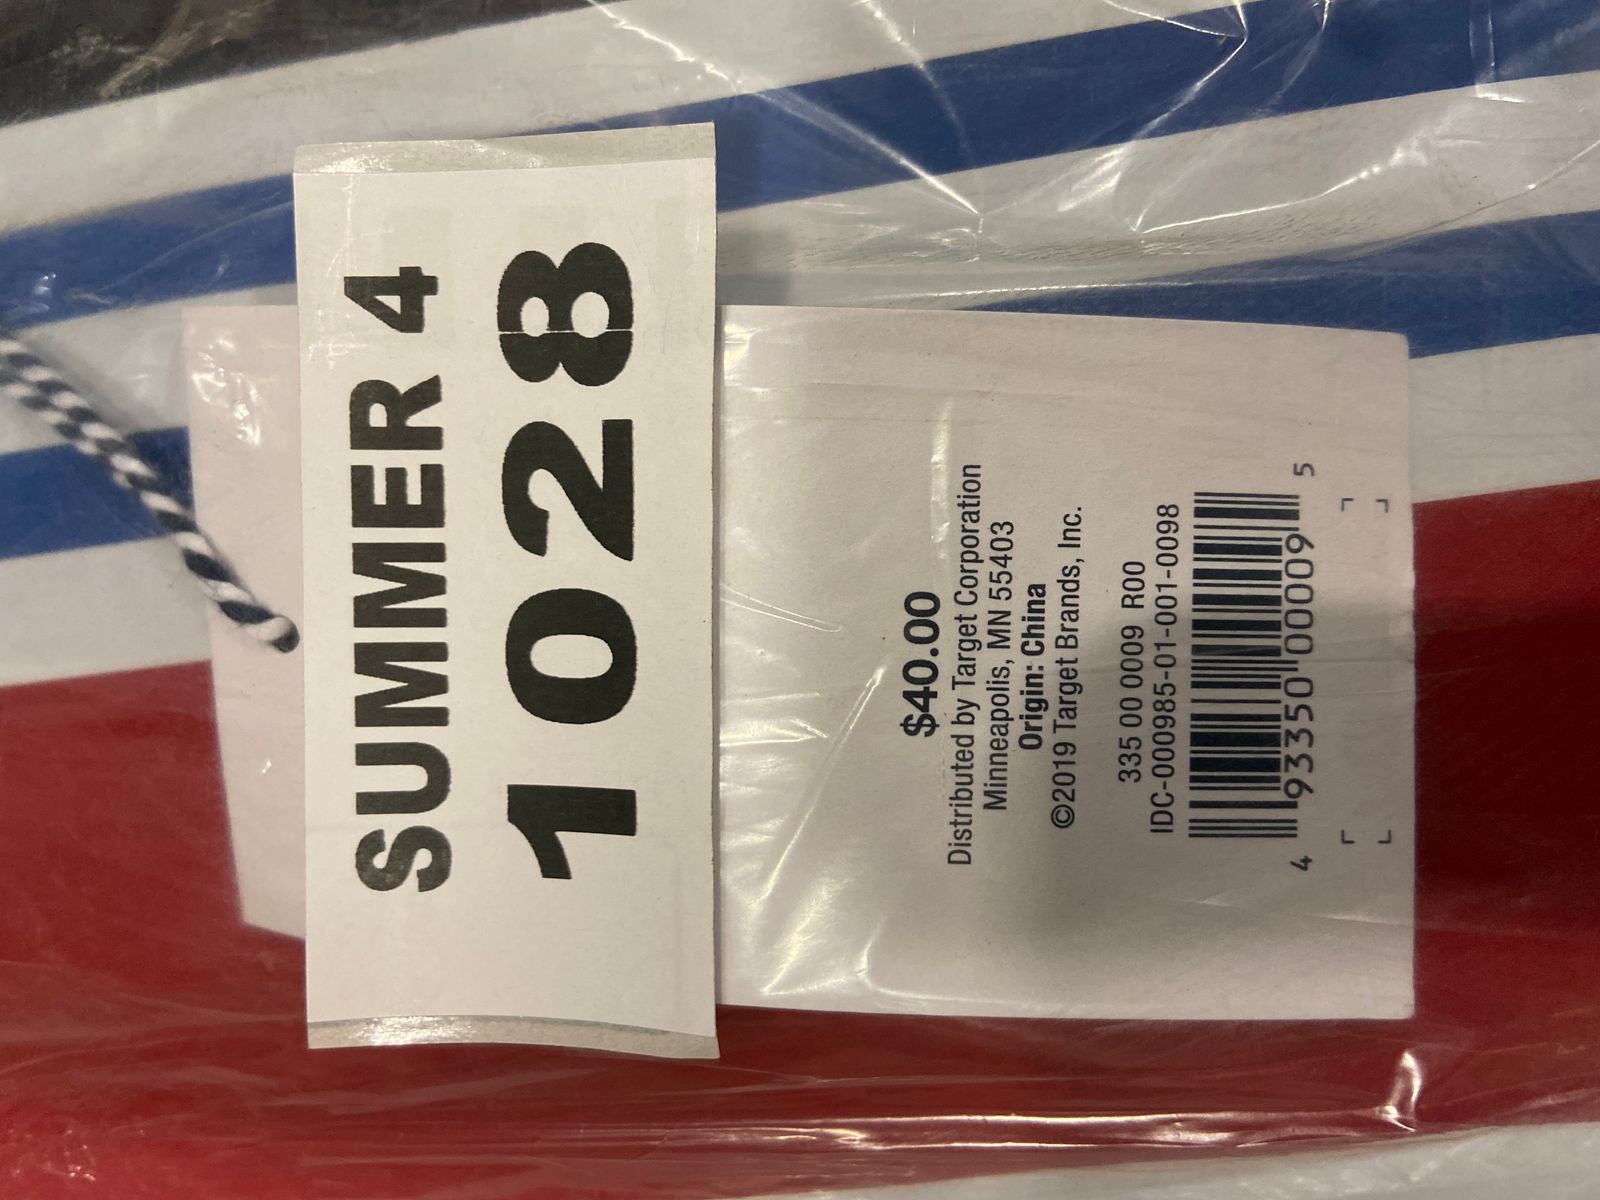 SUMMER 4
1028
$40.00
Distributed by Target Corporation
Minneapolis, MN 55403
Origin: China
©2019 Target Brands, Inc.
335 00 0009 R00
IDC-000985-01-001-0098
4 93350 00009 5